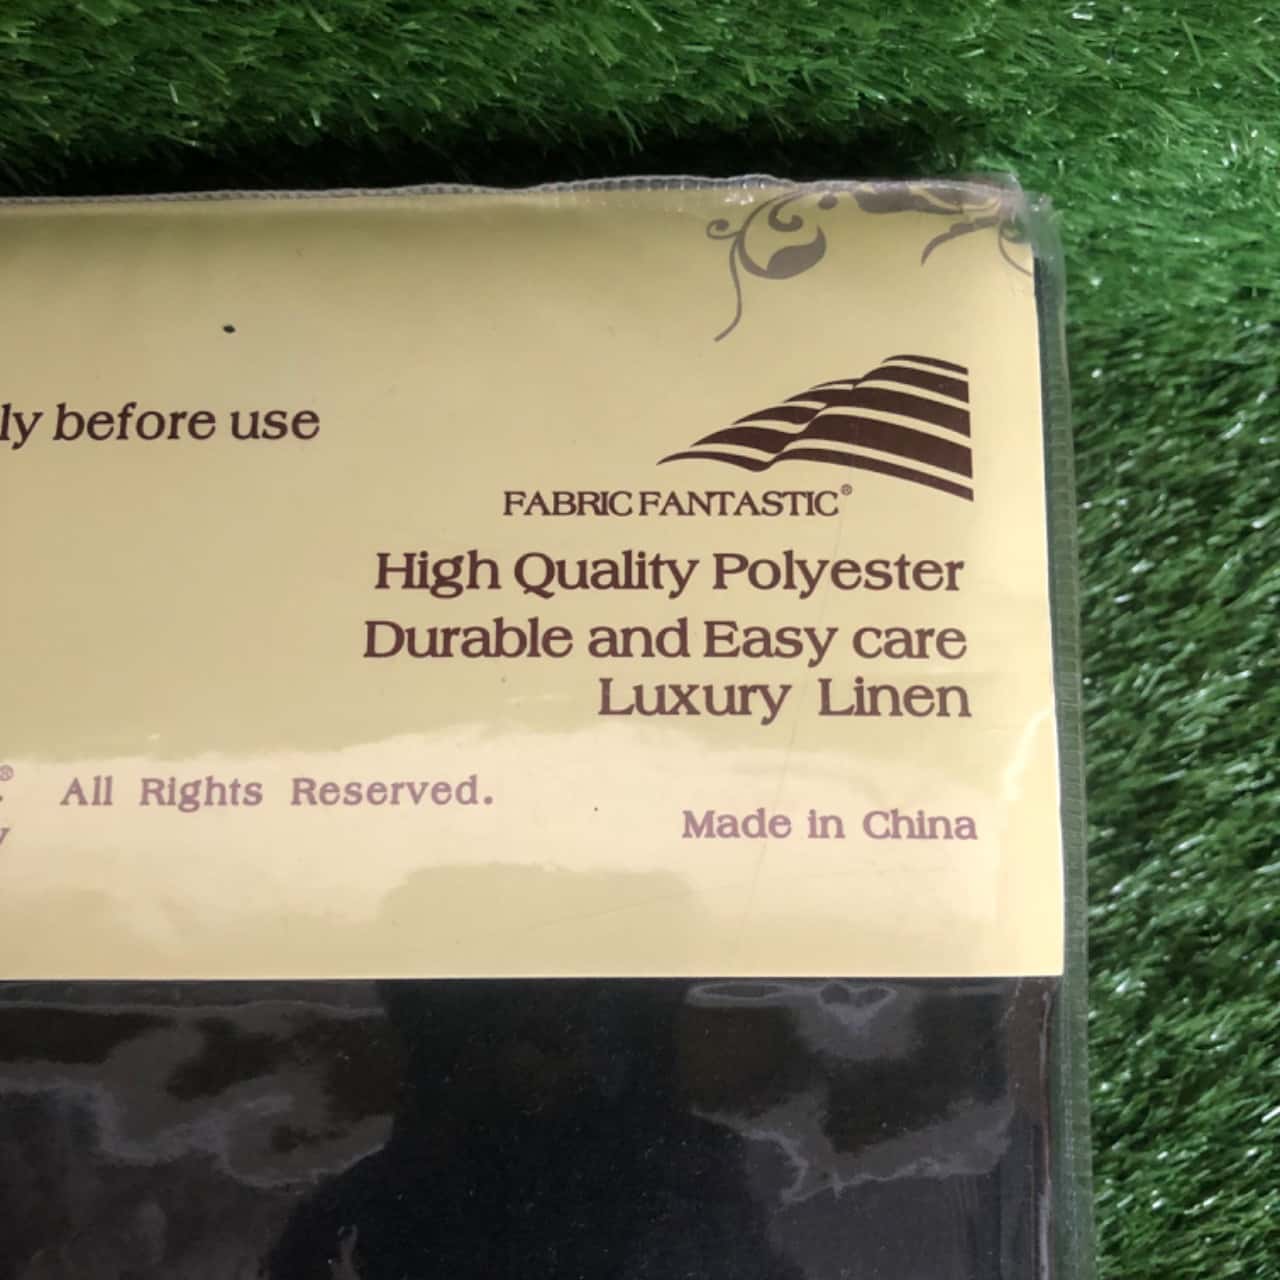 ly before use
FABRIC FANTASTIC®
High Quality Polyester
Durable and Easy care
Luxury Linen
® All Rights Reserved.
Made in China